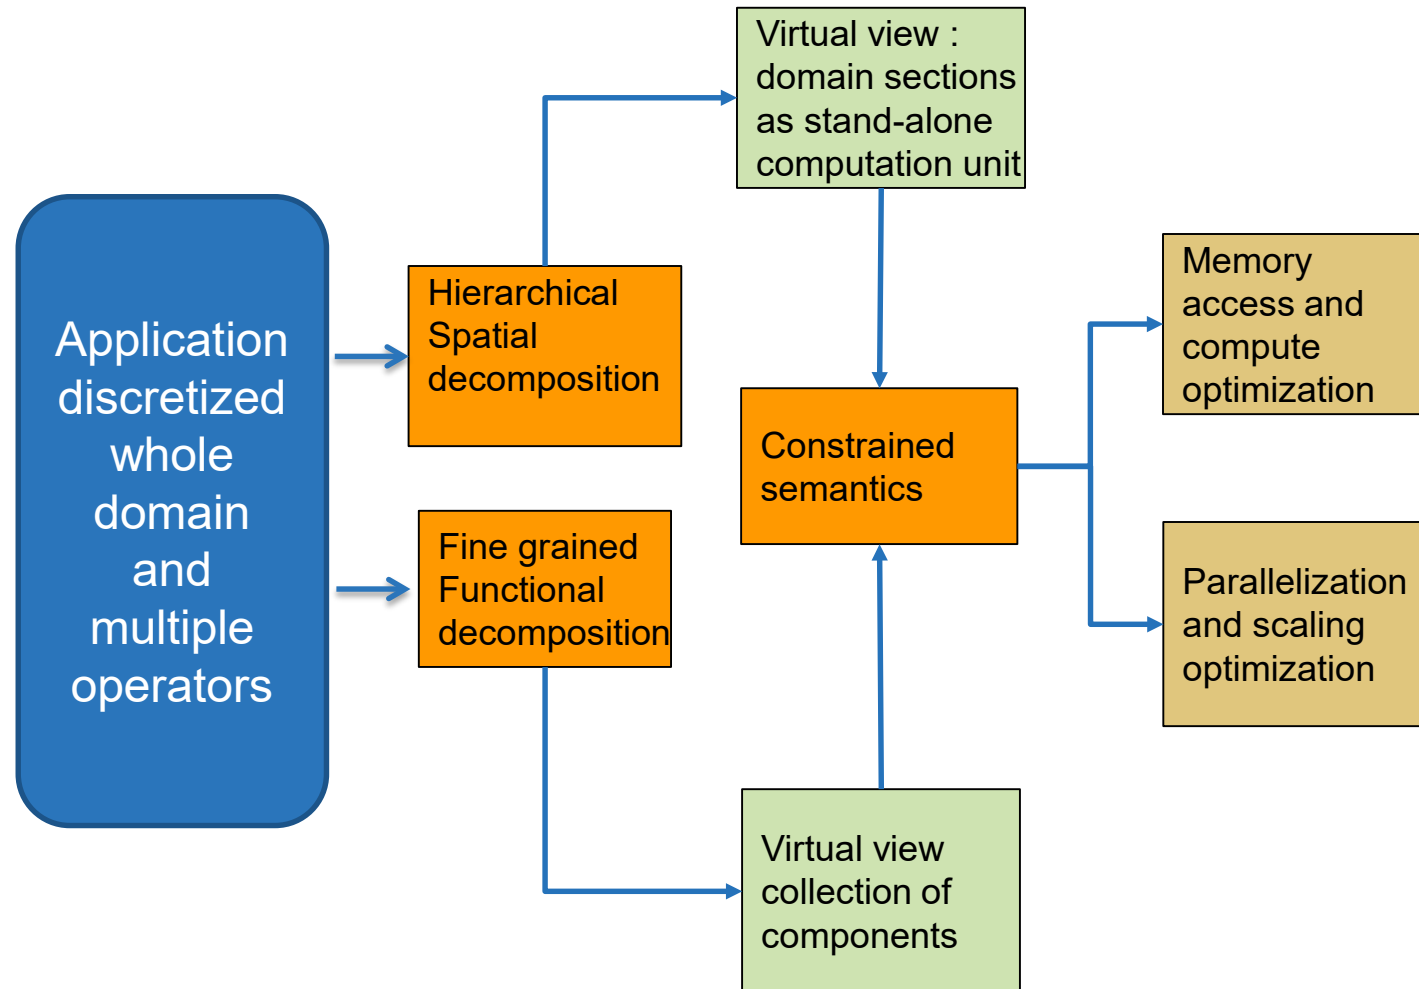 Application
discretized
whole
domain
and
multiple
operators
Hierarchical
Spatial
decomposition
Fine grained
Functional
decomposition
Virtual view :
domain sections
as stand-alone
computation unit
Constrained
semantics
Virtual view
collection of
components
Memory
access and
compute
optimization
Parallelization
and scaling
optimization